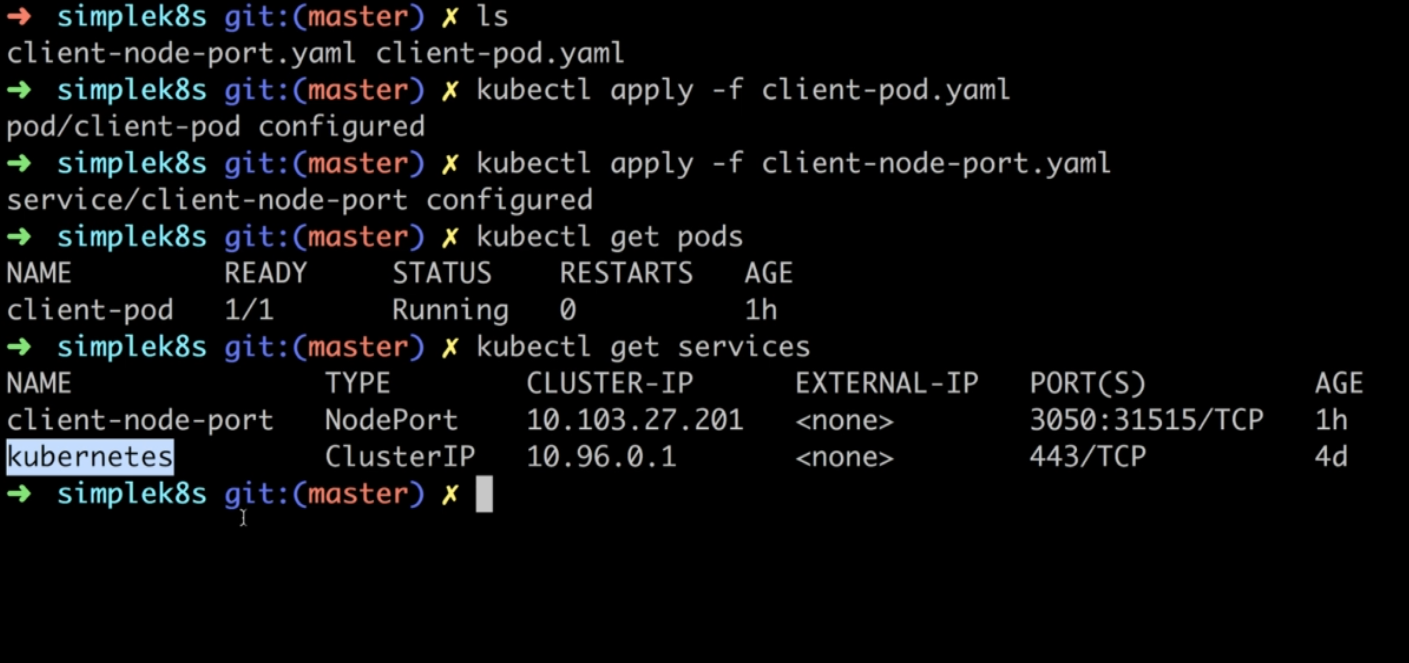 ➜ simplek8s git:(master) ✗ ls
client-node-port.yaml client-pod.yaml
➜ simplek8s git:(master) ✗ kubectl apply -f client-pod.yaml
pod/client-pod configured
➜ simplek8s git:(master) ✗ kubectl apply -f client-node-port.yaml
service/client-node-port configured
➜ simplek8s git:(master) ✗ kubectl get pods
NAME READY STATUS RESTARTS AGE
client-pod 1/1 Running 0 1h
➜ simplek8s git:(master) ✗ kubectl get services
NAME TYPE CLUSTER-IP EXTERNAL-IP PORT(S) AGE
client-node-port NodePort 10.103.27.201 <none> 3050:31515/TCP 1h
kubernetes ClusterIP 10.96.0.1 <none> 443/TCP 4d
➜ simplek8s git:(master) ✗